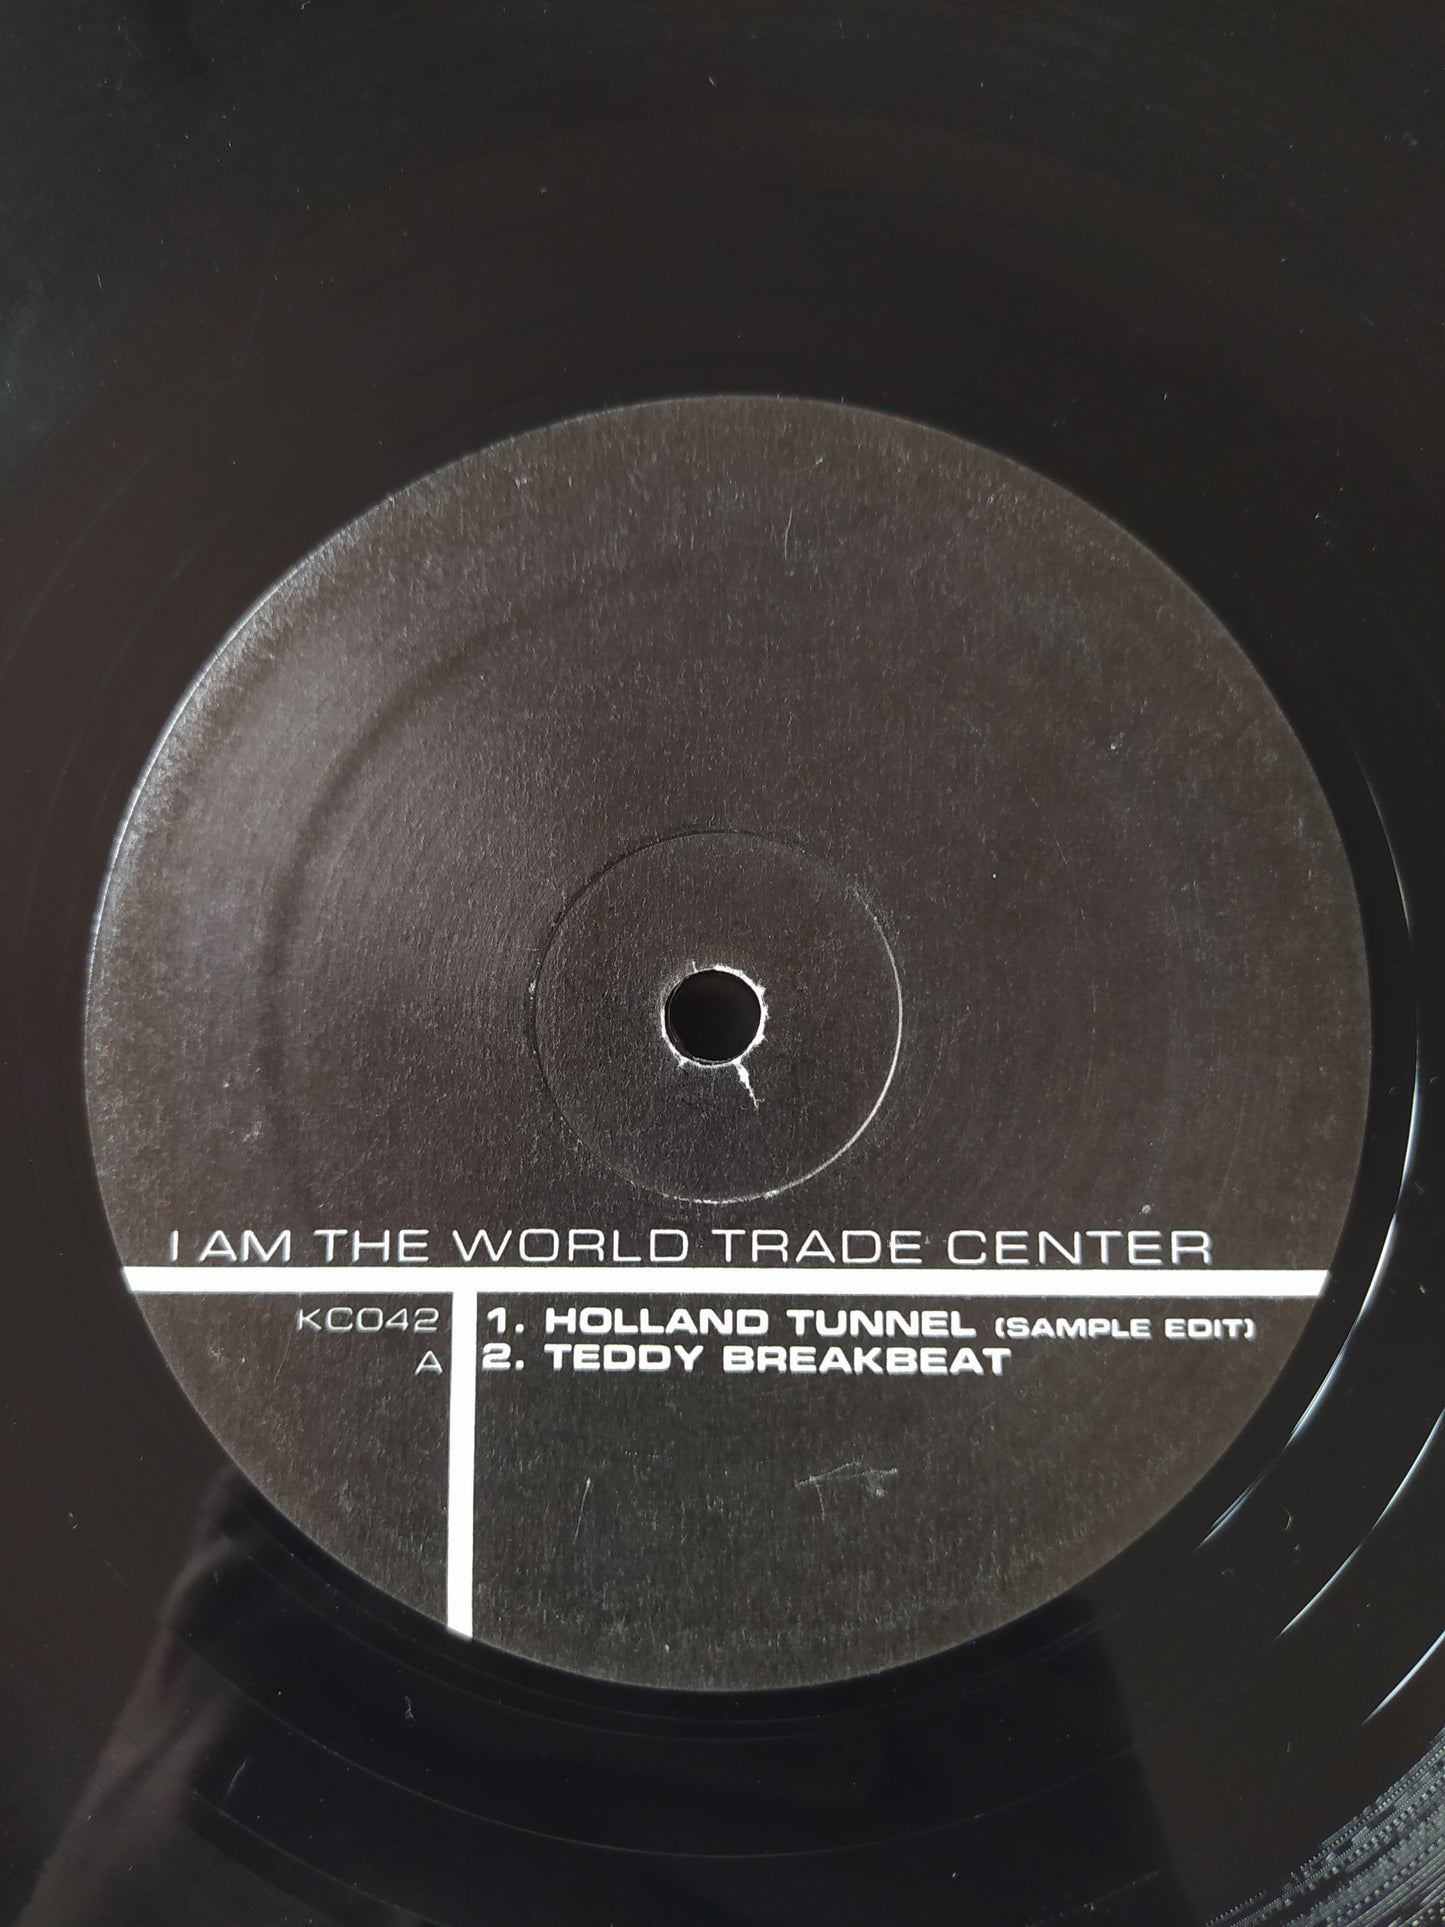 I AM THE WORLD TRADE CENTER
KC042
A
1. HOLLAND TUNNEL (SAMPLE EDIT)
2. TEDDY BREAKBEAT